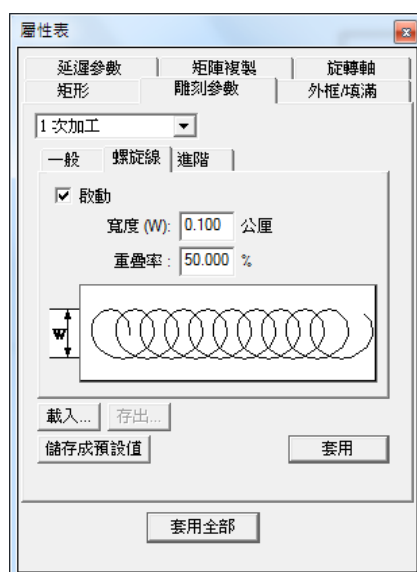 屬性表
延遲參數 矩陣複製 旋轉軸
矩形 雕刻參數 外框/填滿
1 次加工
一般 螺旋線 進階
啟動
寬度 (W): 0.100 公厘
重疊率 : 50.000 %
W
載入... 存出...
儲存成預設值 套用
套用全部